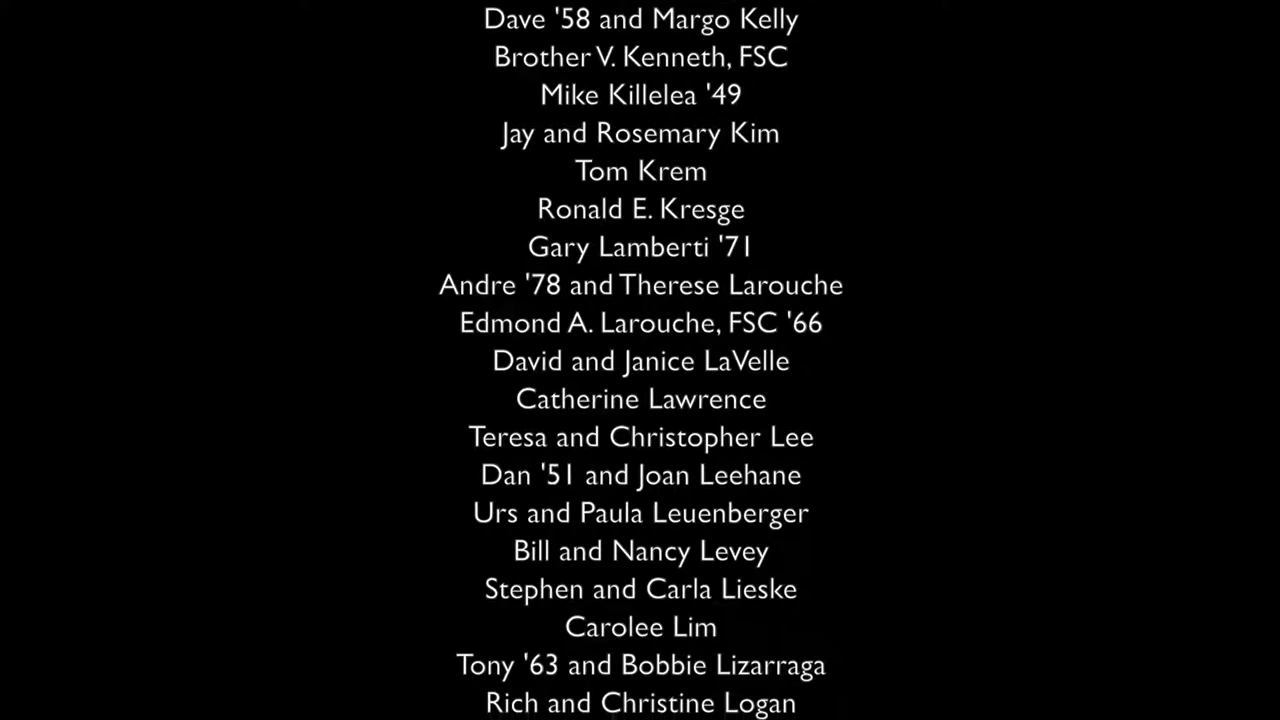 Dave '58 and Margo Kelly
Brother V. Kenneth, FSC
Mike Killelea '49
Jay and Rosemary Kim
Tom Krem
Ronald E. Kresge
Gary Lamberti '71
Andre '78 and Therese Larouche
Edmond A. Larouche, FSC '66
David and Janice LaVelle
Catherine Lawrence
Teresa and Christopher Lee
Dan '51 and Joan Leehane
Urs and Paula Leuenberger
Bill and Nancy Levey
Stephen and Carla Lieske
Carolee Lim
Tony '63 and Bobbie Lizarraga
Rich and Christine Logan